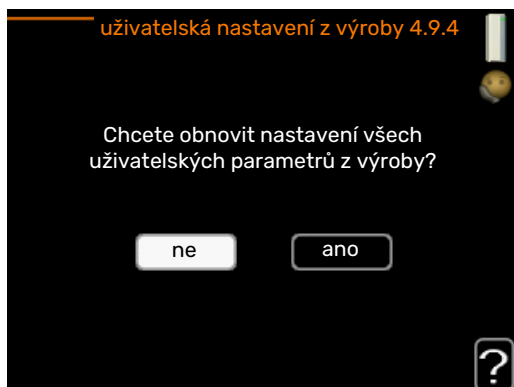 uživatelská nastavení z výroby 4.9.4
Chcete obnovit nastavení všech
uživatelských parametrů z výroby?
ne
ano
?